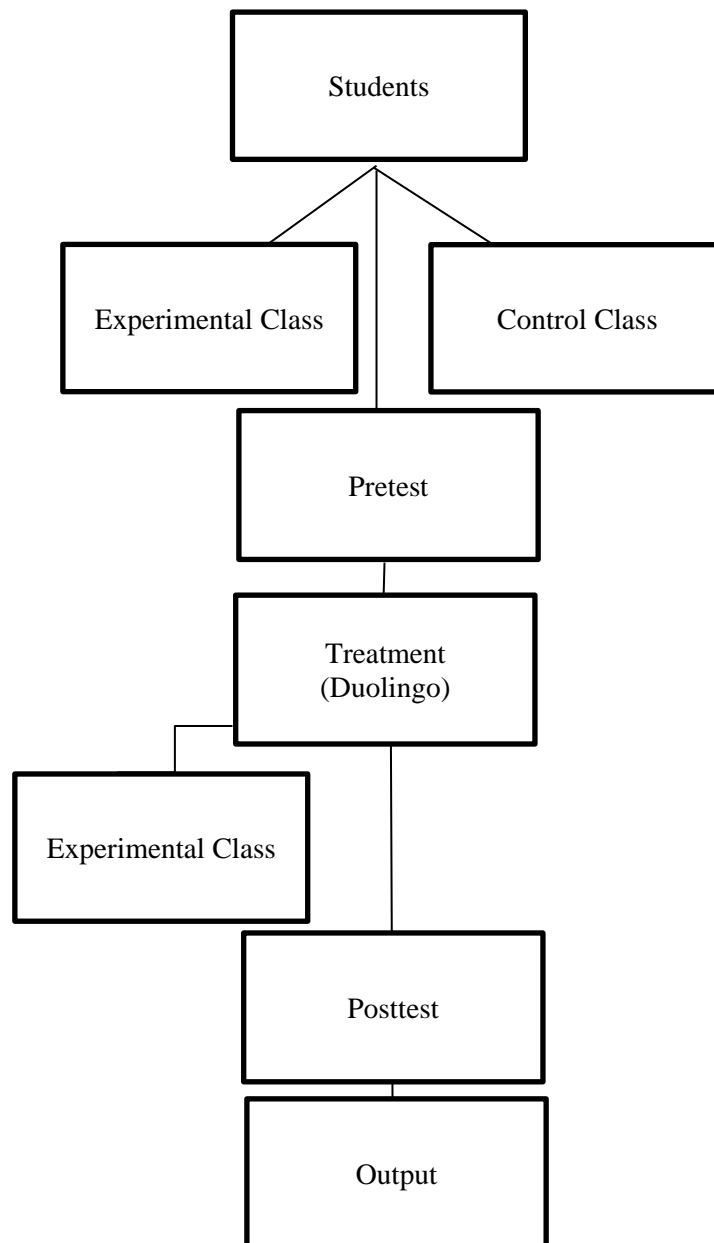 Students
Experimental Class
Control Class
Pretest
Treatment
(Duolingo)
Experimental Class
Posttest
Output